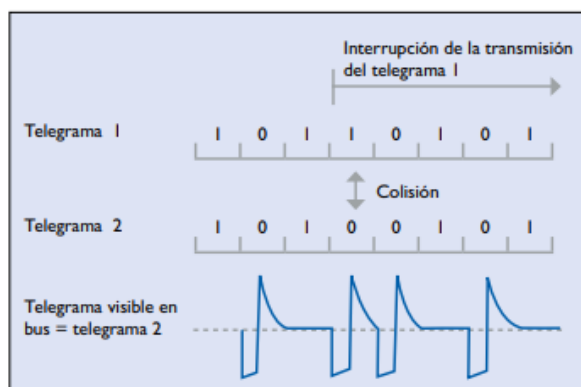 Interrupción de la transmisión
del telegrama 1
Telegrama 1 1 0 1 1 0 1 0 1
Colisión
Telegrama 2 1 0 1 0 0 1 0 1
Telegrama visible en
bus = telegrama 2